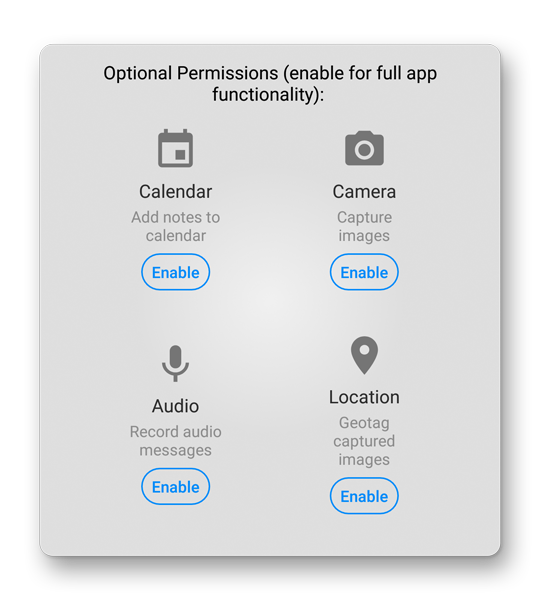 Optional Permissions (enable for full app
functionality):
Calendar
Add notes to
calendar
Enable
Camera
Capture
images
Enable
Audio
Record audio
messages
Enable
Location
Geotag
captured
images
Enable